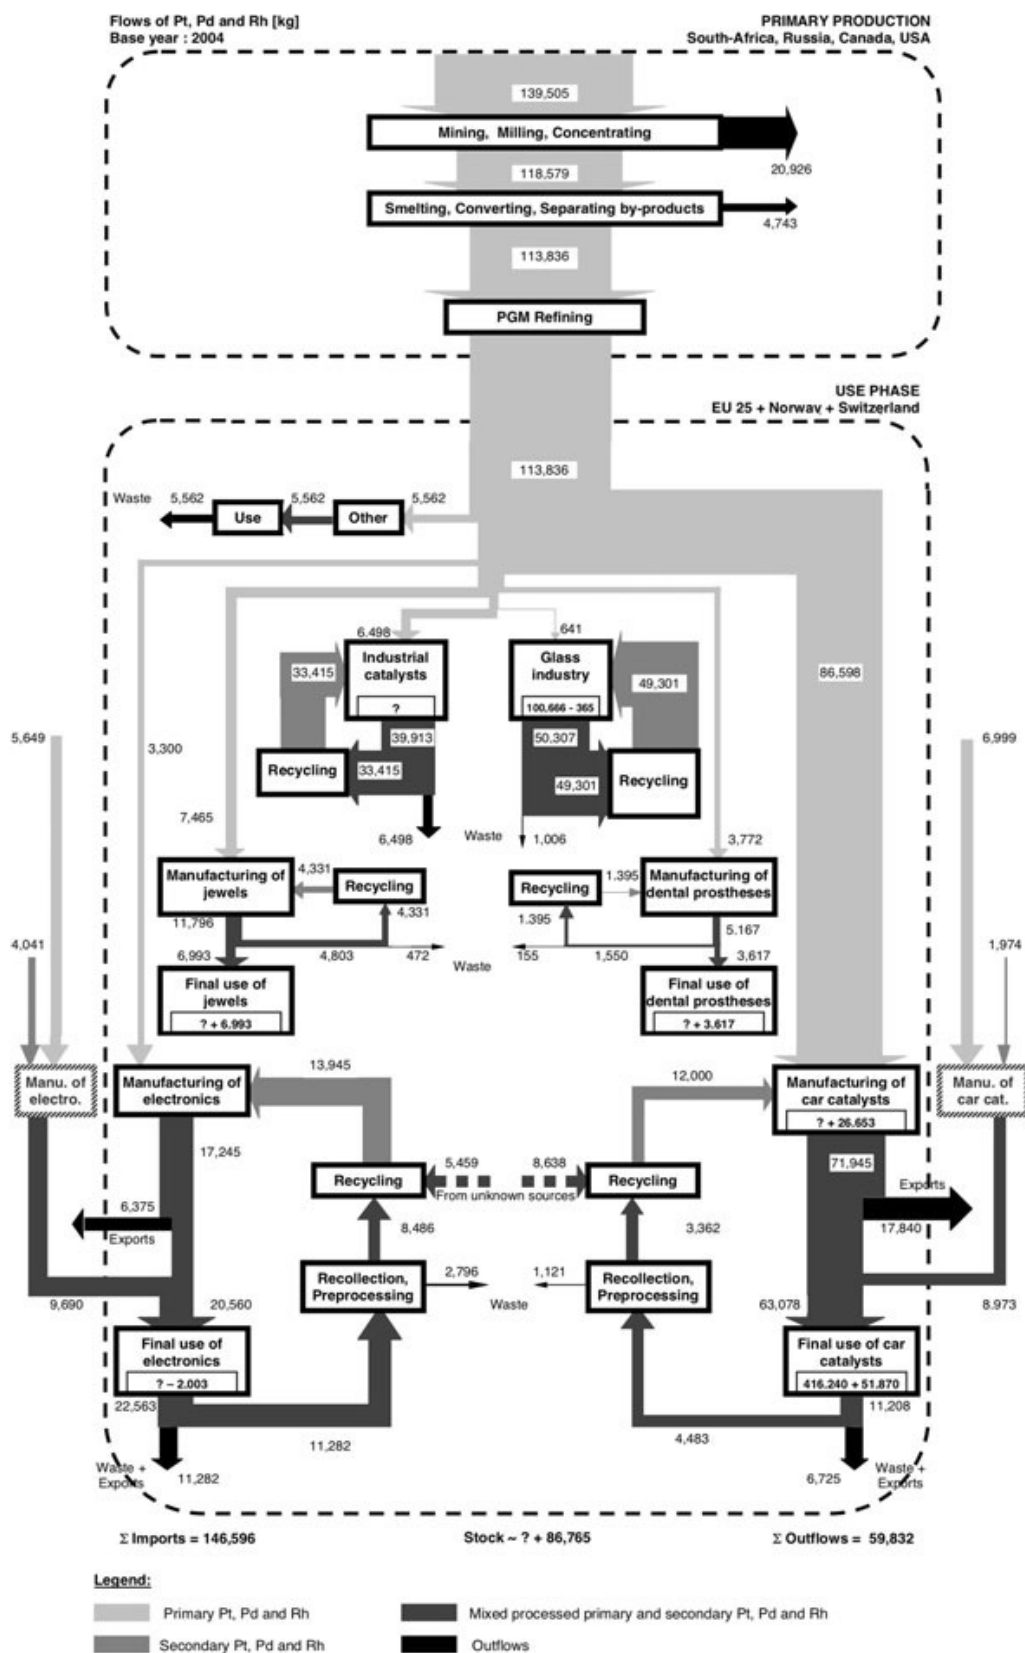 Flows of Pt, Pd and Rh [kg]
Base year : 2004
PRIMARY PRODUCTION
South-Africa, Russia, Canada, USA
139,505
Mining, Milling, Concentrating
20,926
118,579
Smelting, Converting, Separating by-products
4,743
113,836
PGM Refining
USE PHASE
EU 25 + Norway + Switzerland
113,836
Waste
5,562
5,562
5,562
Use
Other
6.498
641
Industrial
catalysts
?
Glass
industry
100,666 - 365
33,415
49,301
86,598
39,913
50,307
5,649
3,300
6,999
Recycling
33,415
49,301
Recycling
7,465
6,498
Waste
1,006
3,772
Manufacturing of
jewels
4,331
Recycling
4,331
Recycling
1.395
1.395
Manufacturing of
dental prostheses
11,796
5.167
4,041
1,974
6,993
4,803
472
Waste
155
1,550
3,617
Final use of
jewels
? + 6.993
Final use of
dental prostheses
? + 3.617
Manu. of
electro.
Manufacturing of
electronics
13,945
12,000
Manufacturing of
car catalysts
? + 26.653
Manu. of
car cat.
17,245
71,945
Recycling
5,459
8,638
From unknown sources
Recycling
Exports
6,375
Exports
8,486
3,362
17,840
Recollection,
Preprocessing
2,796
Waste
1,121
Recollection,
Preprocessing
9,690
20,560
63,078
8.973
Final use of
electronics
? – 2.003
Final use of car
catalysts
416.240 + 51.870
22,563
11,208
11,282
4,483
Waste +
Exports
11,282
6,725
Waste +
Exports
Σ Imports = 146,596
Stock ~ ? + 86,765
Σ Outflows = 59,832
Legend:
Primary Pt, Pd and Rh
Mixed processed primary and secondary Pt, Pd and Rh
Secondary Pt, Pd and Rh
Outflows